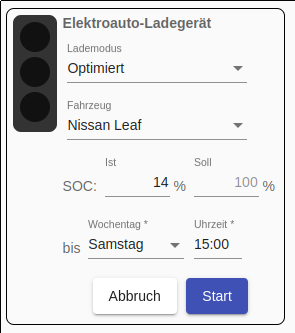 Elektroauto-Ladegerät
Lademodus
Optimiert
Fahrzeug
Nissan Leaf
Ist Soll
SOC: 14 % 100 %
Wochentag * Uhrzeit *
bis Samstag 15:00
Abbruch Start